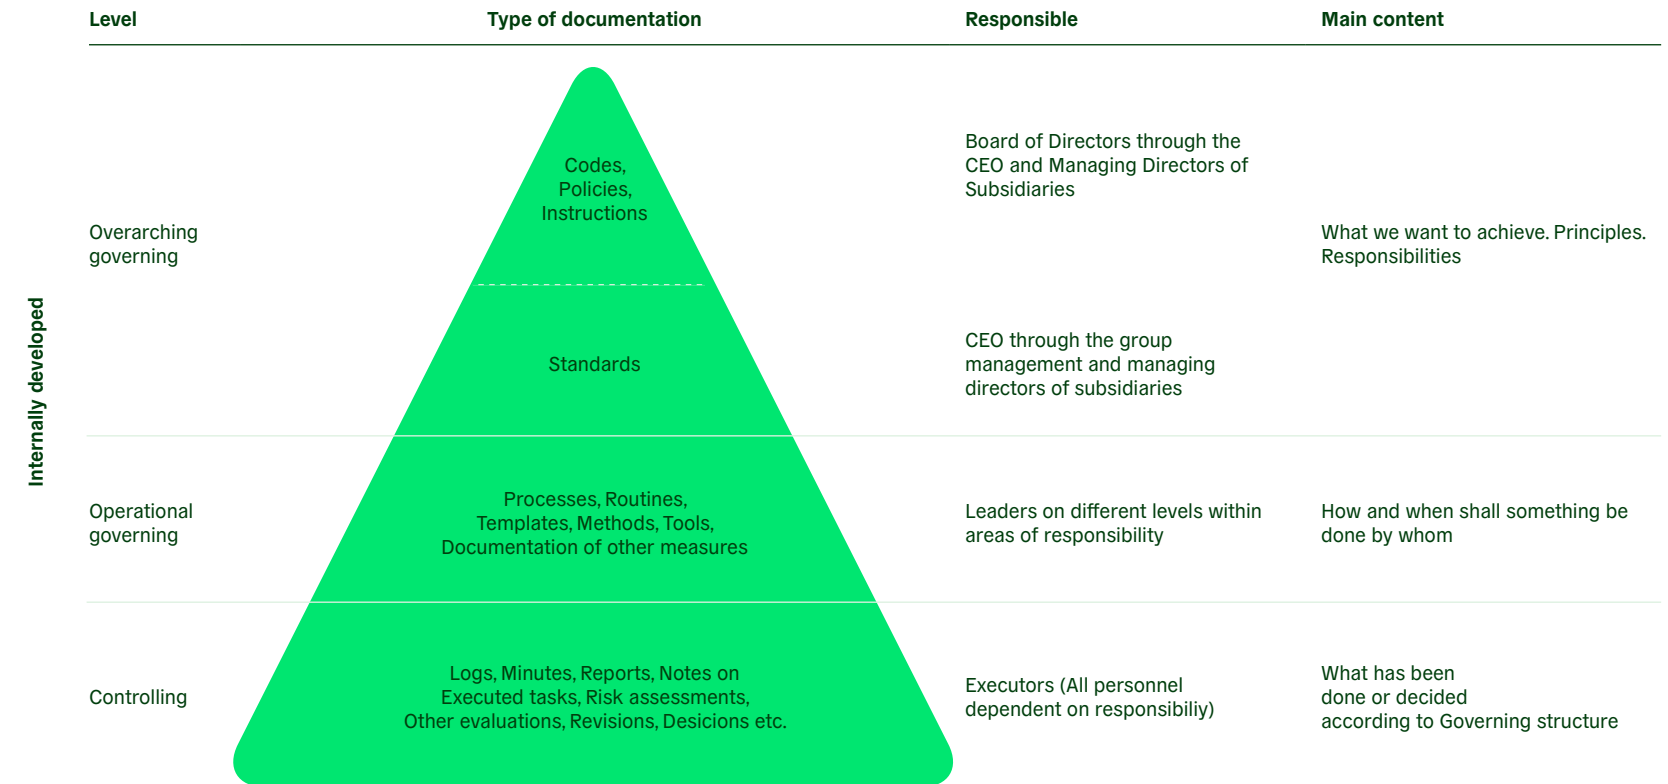 Level
Type of documentation
Responsible
Main content
Internally developed
Overarching
governing
Codes,
Policies,
Instructions
Board of Directors through the
CEO and Managing Directors of
Subsidiaries
What we want to achieve. Principles.
Responsibilities
Standards
CEO through the group
management and managing
directors of subsidiaries
Operational
governing
Processes, Routines,
Templates, Methods, Tools,
Documentation of other measures
Leaders on different levels within
areas of responsibility
How and when shall something be
done by whom
Controlling
Logs, Minutes, Reports, Notes on
Executed tasks, Risk assessments,
Other evaluations, Revisions, Desicions etc.
Executors (All personnel
dependent on responsibiliy)
What has been
done or decided
according to Governing structure